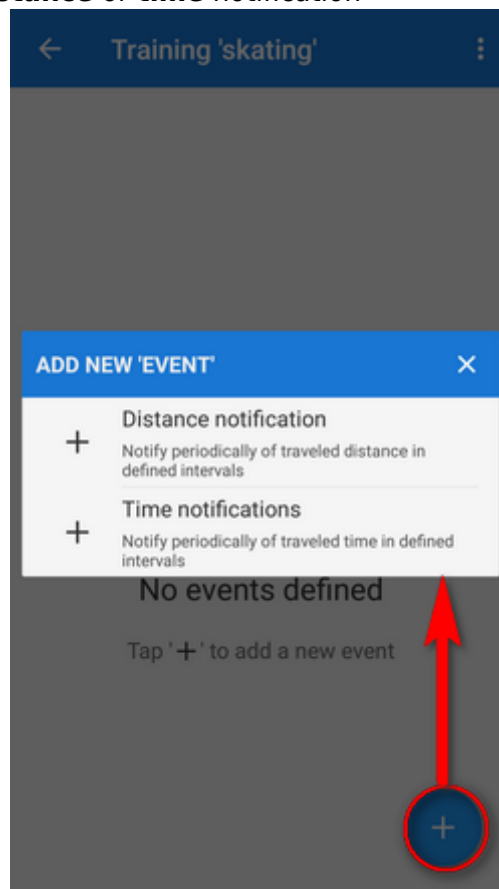 or time notification
Training 'skating'
ADD NEW 'EVENT'
Distance notification
Notify periodically of traveled distance in
defined intervals
Time notifications
Notify periodically of traveled time in defined
intervals
No events defined
Tap '+' to add a new event